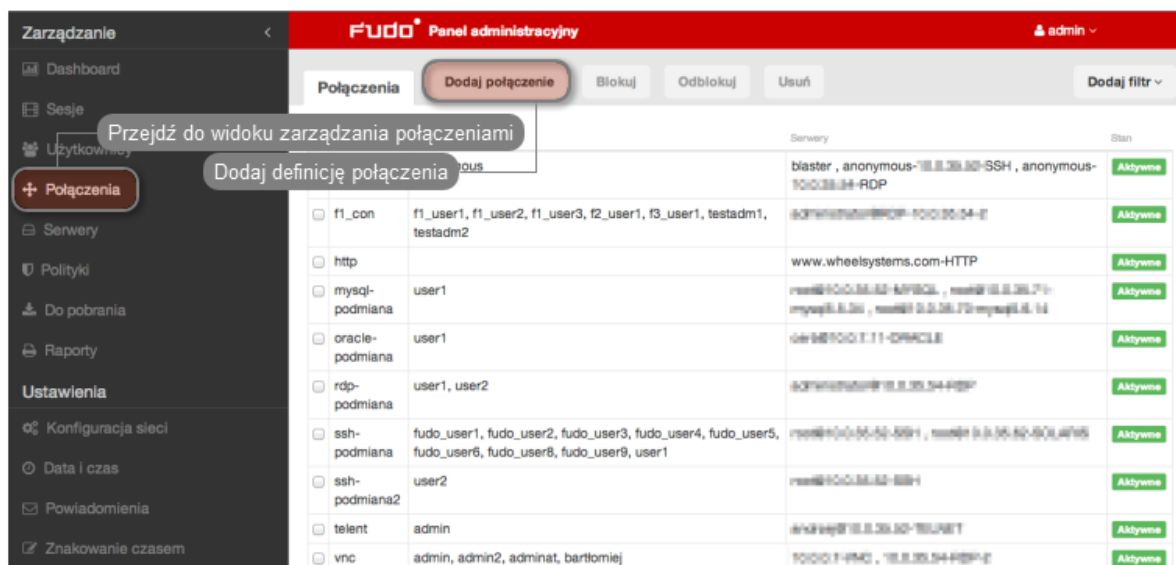 Zarządzanie <
FUDO Panel administracyjny
admin
Dashboard
Połączenia
Dodaj połączenie
Blokuj
Odblokuj
Usuń
Dodaj filtr
Sesje
Przejdź do widoku zarządzania połączeniami
Serwery
Stan
Użytkownicy
Dodaj definicję połączenia
blaster , anonymous- -SSH , anonymous-
-RDP
Aktywne
Połączenia
f1_con
f1_user1, f1_user2, f1_user3, f2_user1, f3_user1, testadm1,
testadm2
Aktywne
Serwery
http
www.wheelsystems.com-HTTP
Aktywne
Polityki
mysql-
podmiana
user1
Aktywne
Do pobrania
oracle-
podmiana
user1
Aktywne
Raporty
rdp-
podmiana
user1, user2
Aktywne
Ustawienia
Konfiguracja sieci
ssh-
podmiana
fudo_user1, fudo_user2, fudo_user3, fudo_user4, fudo_user5,
fudo_user6, fudo_user8, fudo_user9, user1
Aktywne
Data i czas
ssh-
podmiana2
user2
Aktywne
Powiadomienia
telent
admin
Aktywne
Znakowanie czasem
vnc
admin, admin2, adminat, bartłomiej
Aktywne